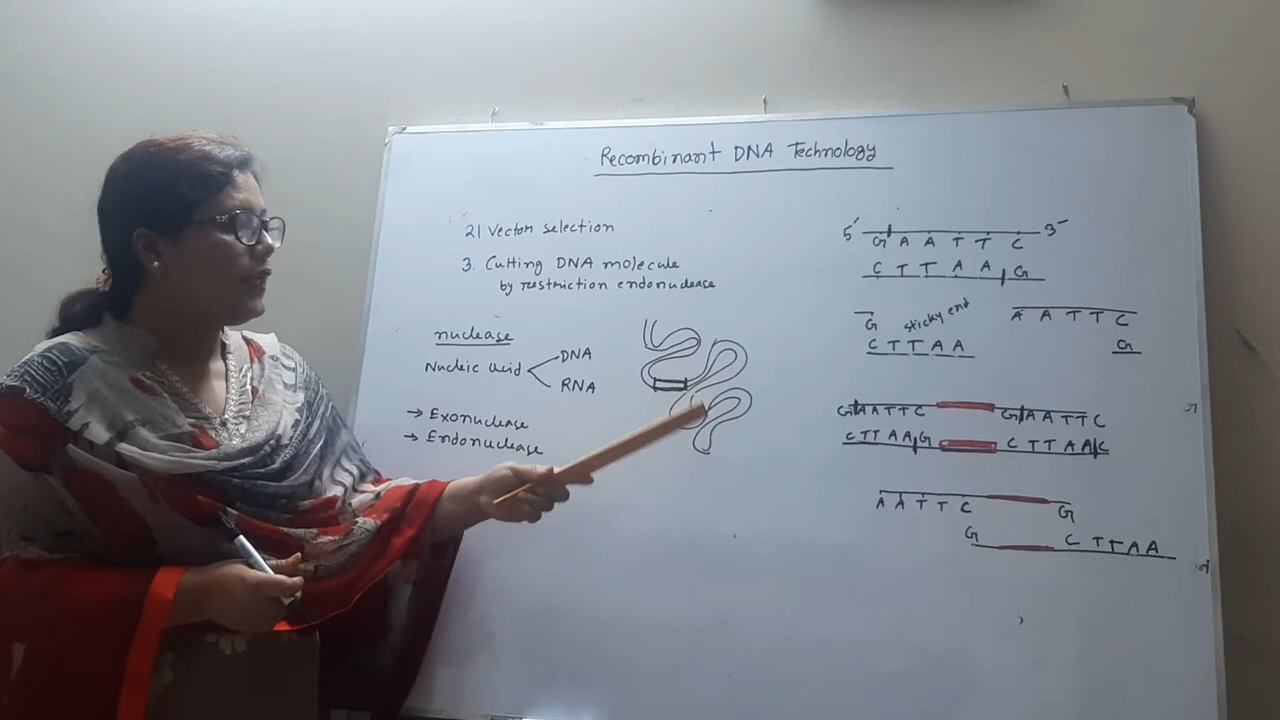 Recombinant DNA Technology
2) Vector selection
3. Cutting DNA molecule
by restriction endonuclease
nuclease
Nucleic acid
DNA
RNA
→ Exonuclease
→ Endonuclease
5' 3'
G A A T T C
C T T A A G
G sticky end A A T T C
C T T A A G
G A A T T C G A A T T C
C T T A A G C T T A A C
A A T T C G
G C T T A A